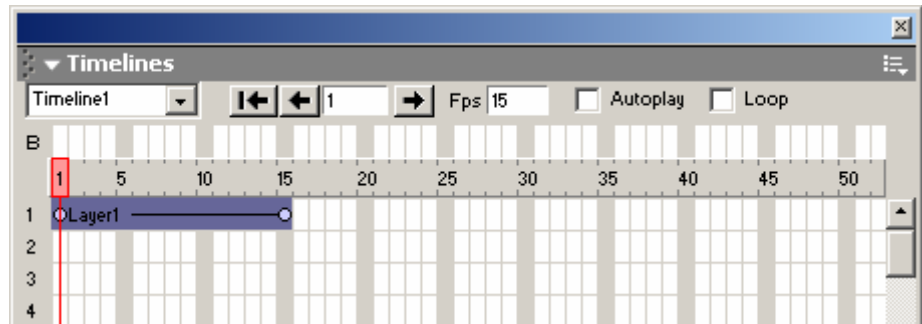 Timelines
Timeline1 1 Fps 15 Autoplay Loop
B
1 5 10 15 20 25 30 35 40 45 50
1 Layer1
2
3
4